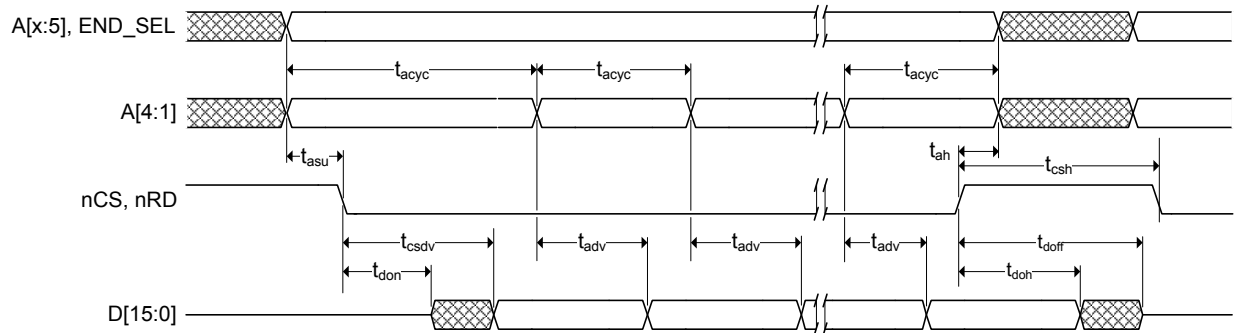 A[x:5], END_SEL
tacyc tacyc tacyc
A[4:1]
tasu tah
tcsh
nCS, nRD
tcsdv tadv tadv tadv tdoff
tdon tdoh
D[15:0]